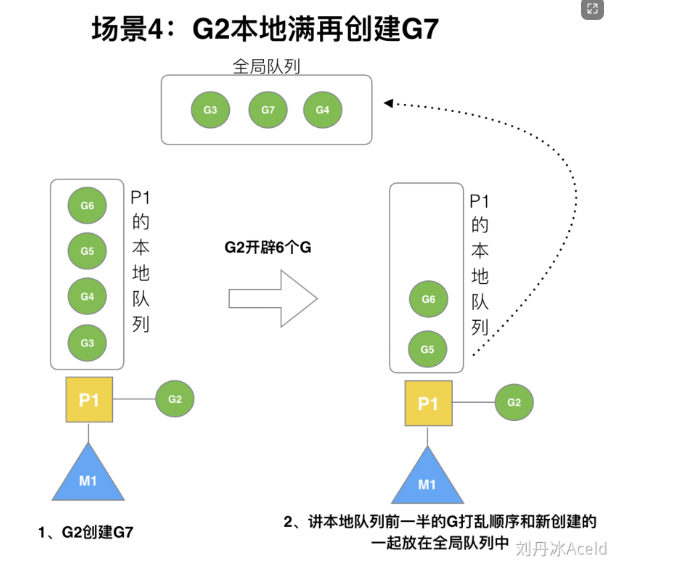 场景4：G2本地满再创建G7
全局队列
G3 G7 G4
G6
G5
G4
G3
P1的本地队列
P1
G2
M1
1、G2创建G7
G2开辟6个G
G6
G5
P1的本地队列
P1
G2
M1
2、讲本地队列前一半的G打乱顺序和新创建的
一起放在全局队列中
刘丹冰Aceld